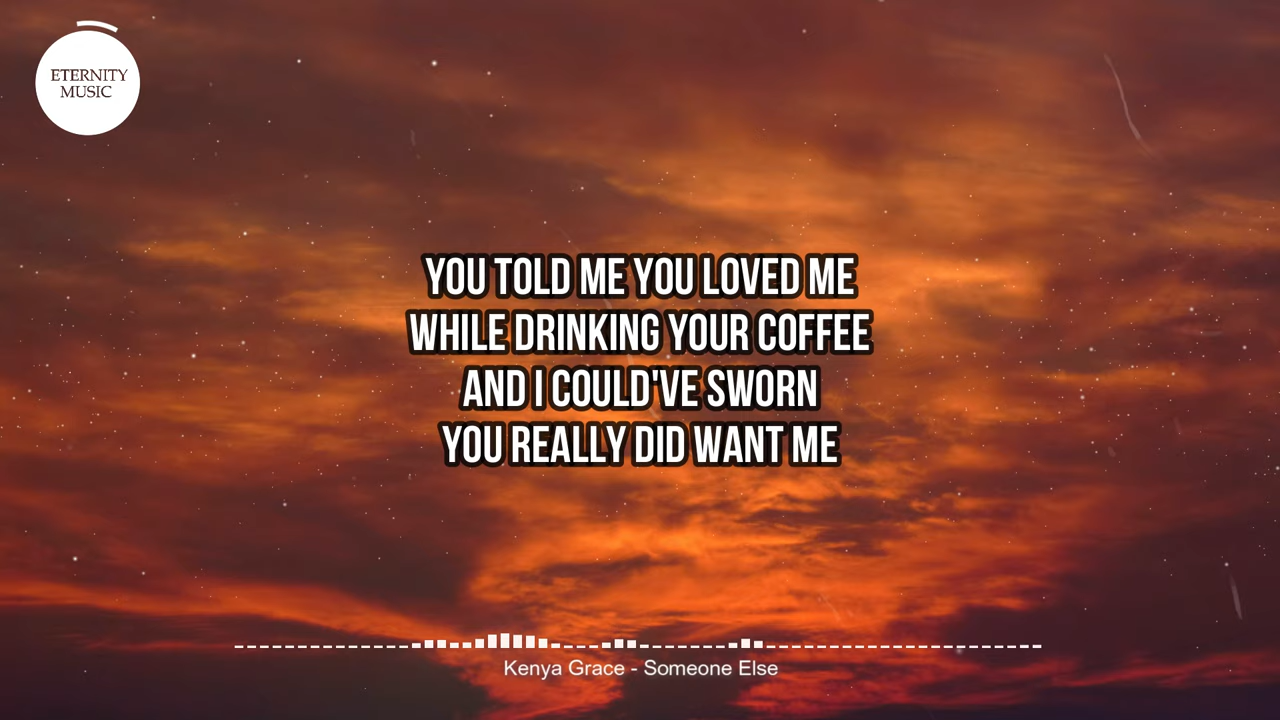 ETERNITY
MUSIC
YOU TOLD ME YOU LOVED ME
WHILE DRINKING YOUR COFFEE
AND I COULD'VE SWORN
YOU REALLY DID WANT ME
Kenya Grace - Someone Else